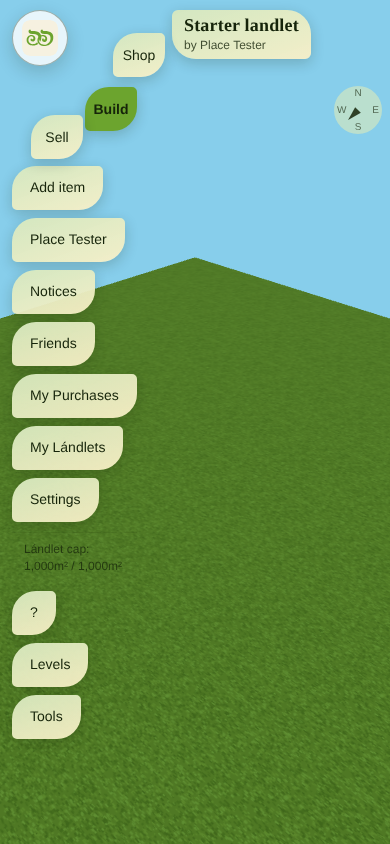 Starter landlet
by Place Tester
Shop
Build
Sell
N
W E
S
Add item
Place Tester
Notices
Friends
My Purchases
My Lándlets
Settings
Lándlet cap:
1,000m² / 1,000m²
?
Levels
Tools